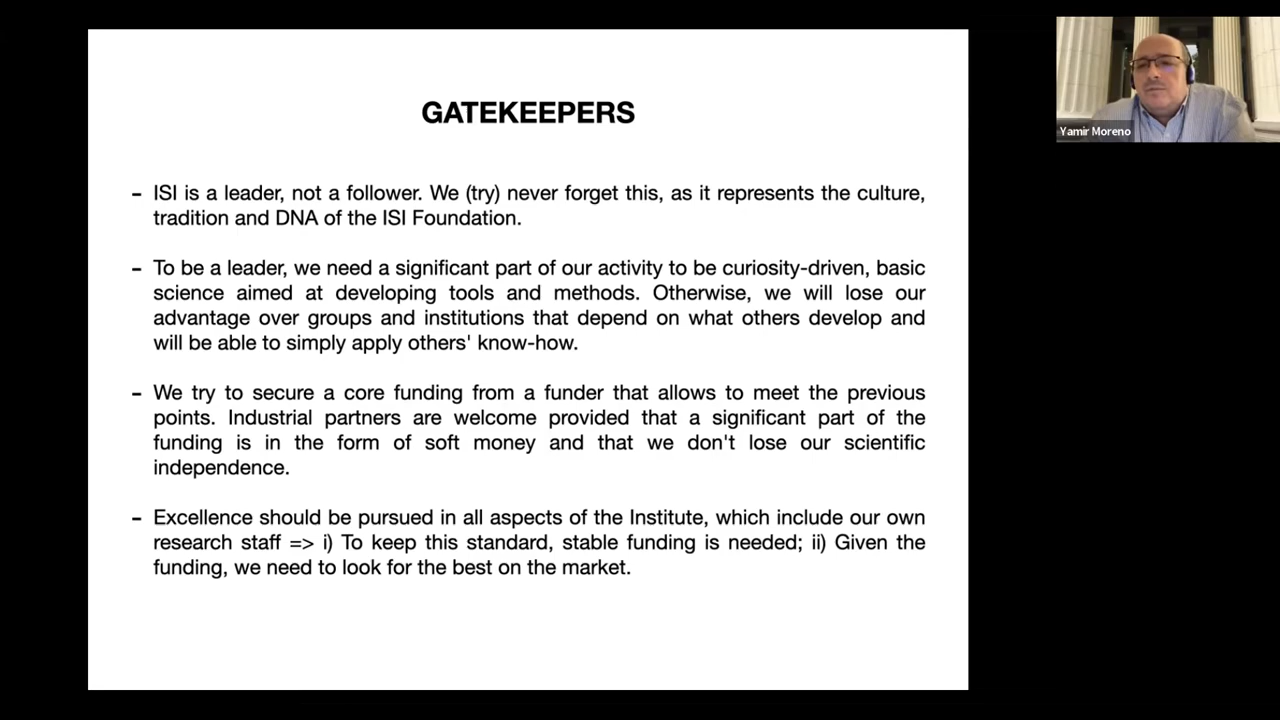 GATEKEEPERS
- ISI is a leader, not a follower. We (try) never forget this, as it represents the culture,
tradition and DNA of the ISI Foundation.
- To be a leader, we need a significant part of our activity to be curiosity-driven, basic
science aimed at developing tools and methods. Otherwise, we will lose our
advantage over groups and institutions that depend on what others develop and
will be able to simply apply others' know-how.
- We try to secure a core funding from a funder that allows to meet the previous
points. Industrial partners are welcome provided that a significant part of the
funding is in the form of soft money and that we don't lose our scientific
independence.
- Excellence should be pursued in all aspects of the Institute, which include our own
research staff => i) To keep this standard, stable funding is needed; ii) Given the
funding, we need to look for the best on the market.
Yamir Moreno